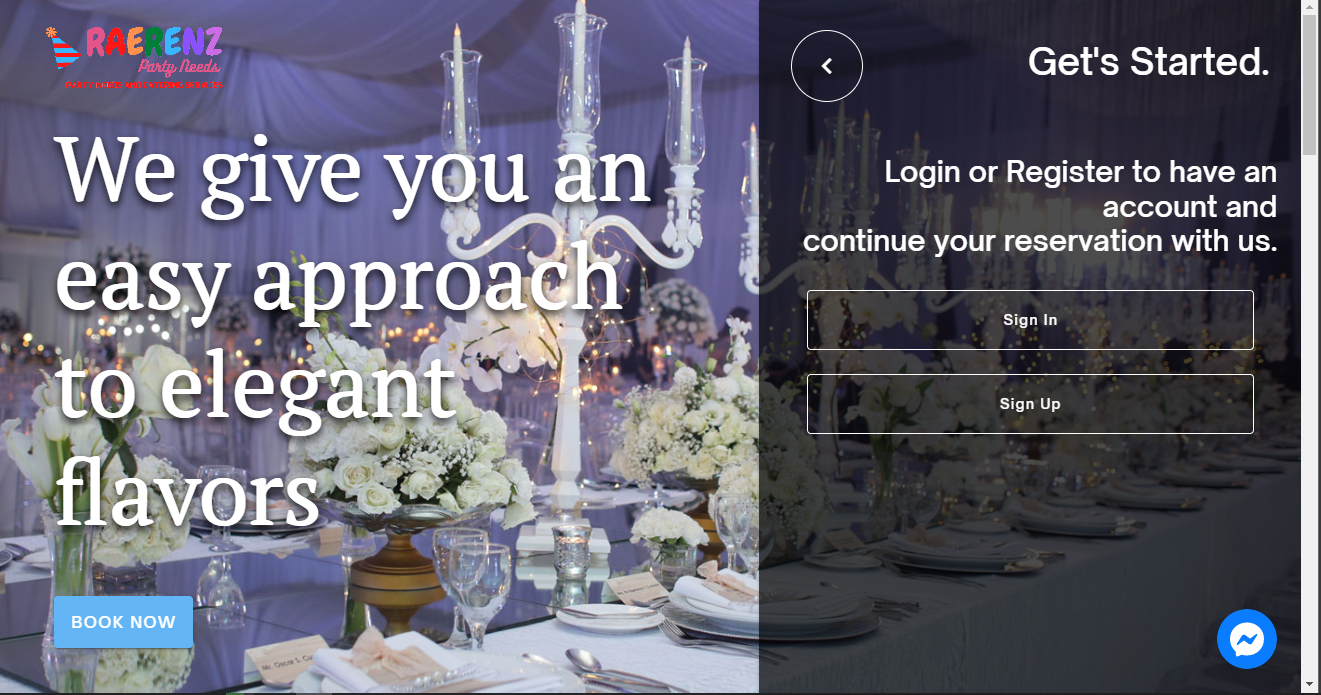 RAERENZ
Party Needs
We give you an
easy approach
to elegant
flavors
BOOK NOW
Get's Started.
Login or Register to have an
account and
continue your reservation with us.
Sign In
Sign Up